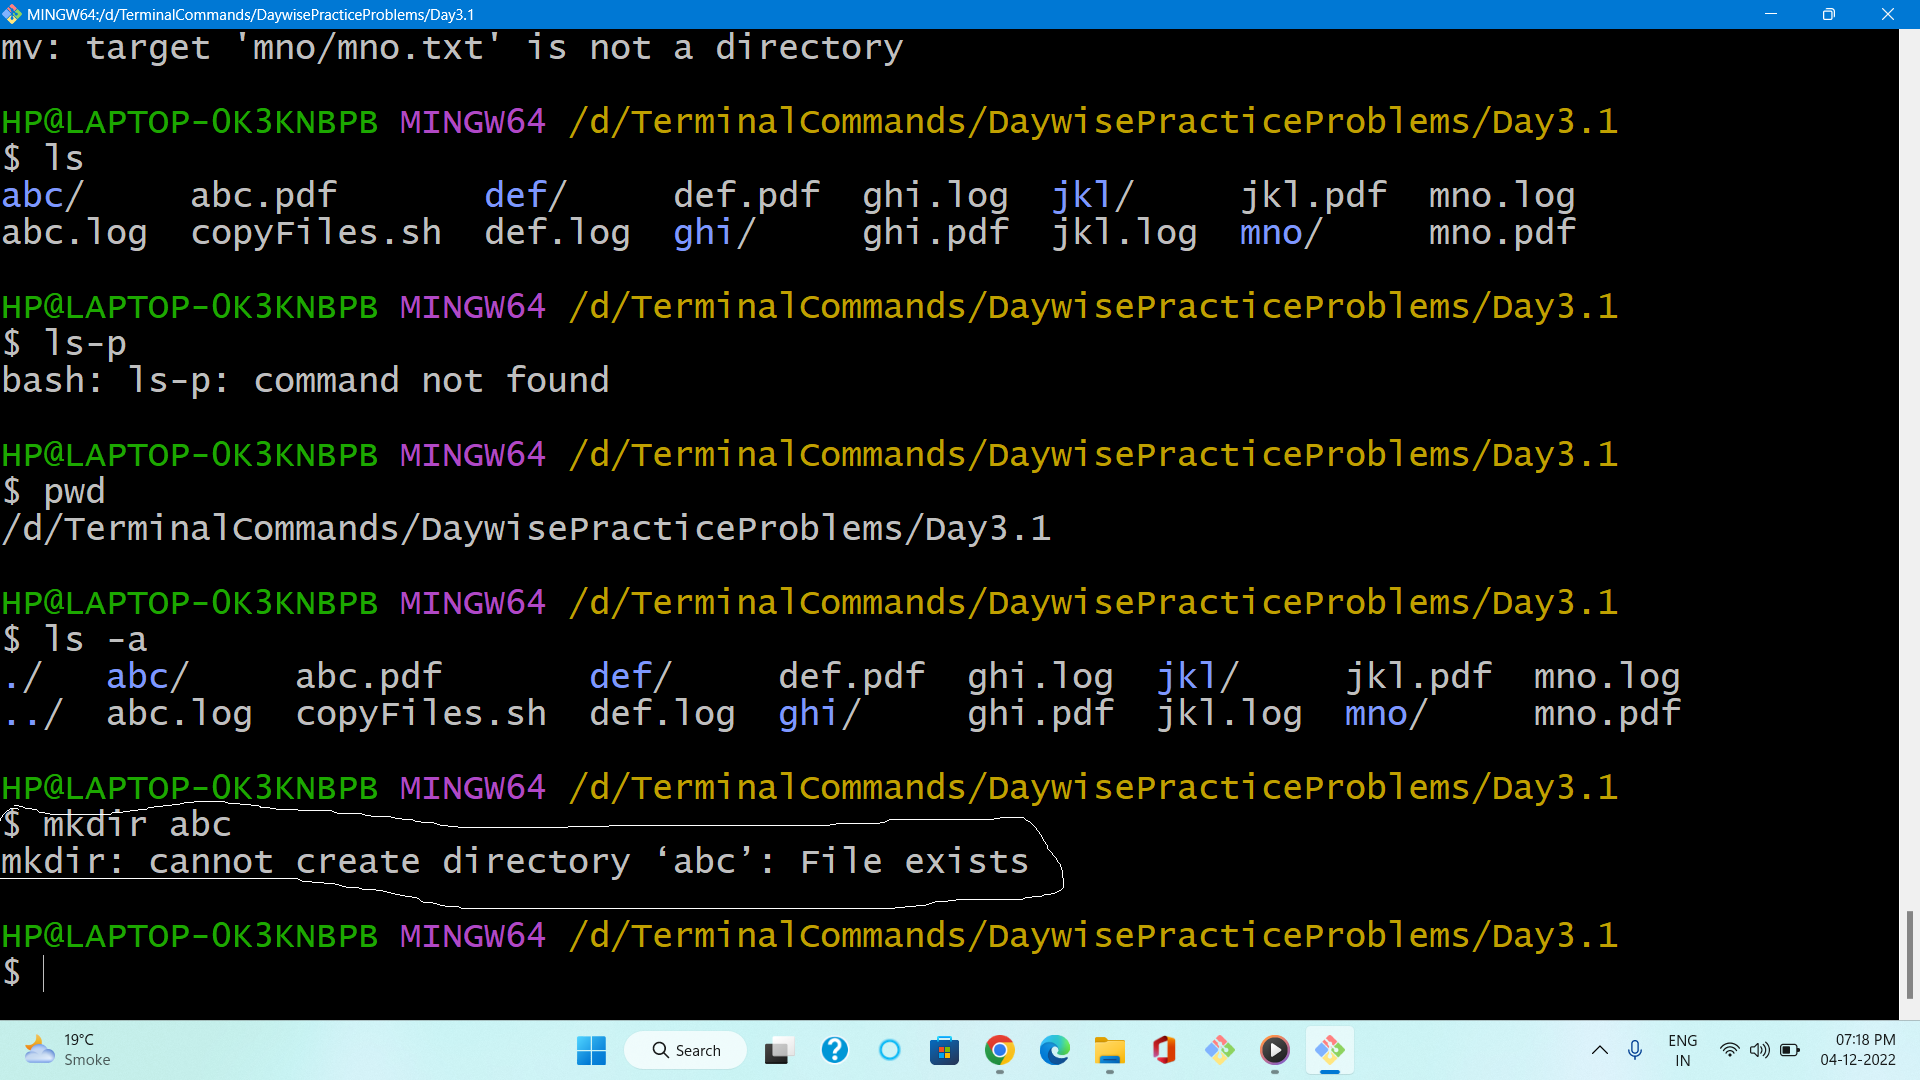 MINGW64:/d/TerminalCommands/DaywisePracticeProblems/Day3.1
mv: target 'mno/mno.txt' is not a directory
HP@LAPTOP-0K3KNBPB MINGW64 /d/TerminalCommands/DaywisePracticeProblems/Day3.1
$ ls
abc/ abc.pdf def/ def.pdf ghi.log jkl/ jkl.pdf mno.log
abc.log copyFiles.sh def.log ghi/ ghi.pdf jkl.log mno/ mno.pdf
HP@LAPTOP-0K3KNBPB MINGW64 /d/TerminalCommands/DaywisePracticeProblems/Day3.1
$ ls-p
bash: ls-p: command not found
HP@LAPTOP-0K3KNBPB MINGW64 /d/TerminalCommands/DaywisePracticeProblems/Day3.1
$ pwd
/d/TerminalCommands/DaywisePracticeProblems/Day3.1
HP@LAPTOP-0K3KNBPB MINGW64 /d/TerminalCommands/DaywisePracticeProblems/Day3.1
$ ls -a
./ abc/ abc.pdf def/ def.pdf ghi.log jkl/ jkl.pdf mno.log
../ abc.log copyFiles.sh def.log ghi/ ghi.pdf jkl.log mno/ mno.pdf
HP@LAPTOP-0K3KNBPB MINGW64 /d/TerminalCommands/DaywisePracticeProblems/Day3.1
$ mkdir abc
mkdir: cannot create directory ‘abc’: File exists
HP@LAPTOP-0K3KNBPB MINGW64 /d/TerminalCommands/DaywisePracticeProblems/Day3.1
$
19°C
Smoke
Search
ENG
IN
07:18 PM
04-12-2022